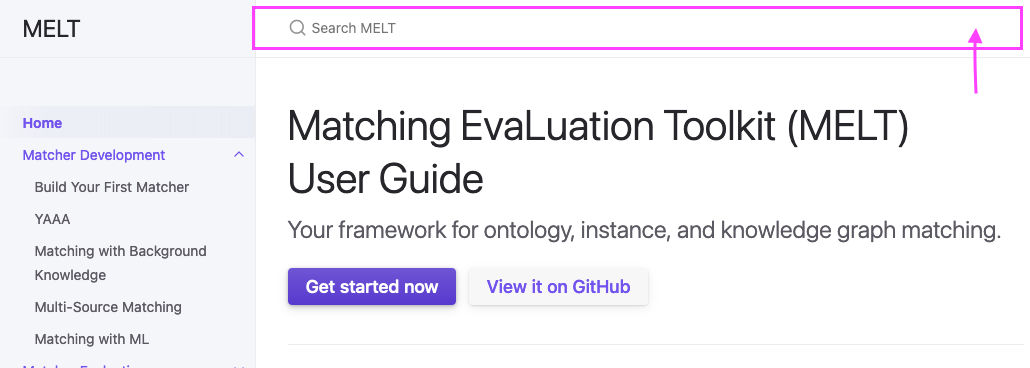 MELT
Search MELT
Home
Matcher Development
Build Your First Matcher
YAAA
Matching with Background
Knowledge
Multi-Source Matching
Matching with ML
Matching EvaLuation Toolkit (MELT)
User Guide
Your framework for ontology, instance, and knowledge graph matching.
Get started now
View it on GitHub